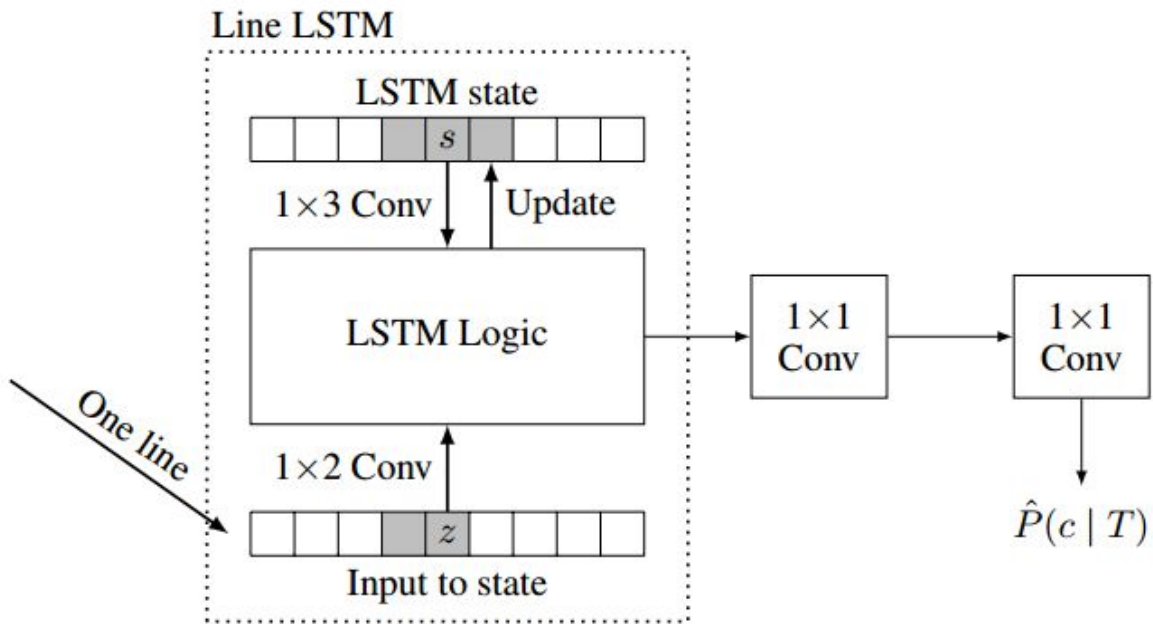 Line LSTM
LSTM state
s
1×3 Conv
Update
LSTM Logic
1×1
Conv
1×1
Conv
One line
1×2 Conv
z
Input to state
P̂(c | T)